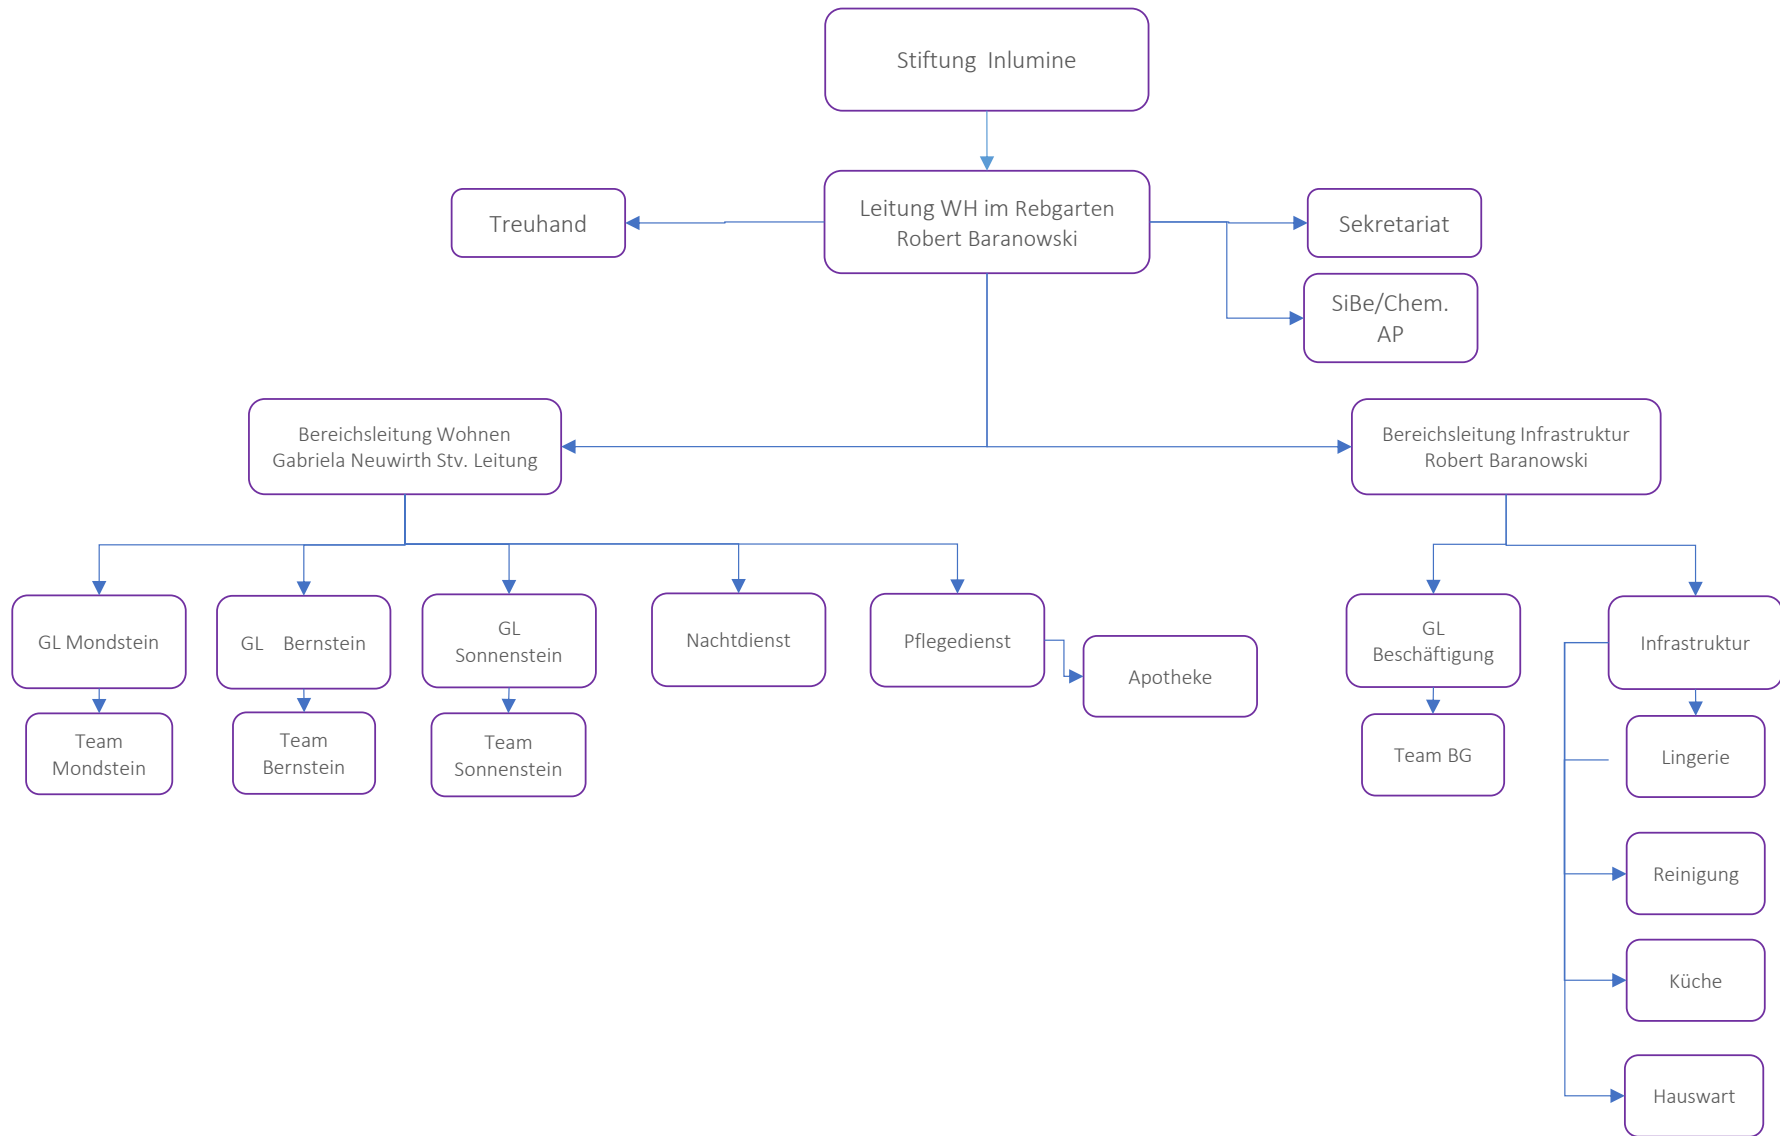 Stiftung Inlumine
Treuhand
Leitung WH im Rebgarten
Robert Baranowski
Sekretariat
SiBe/Chem.
AP
Bereichsleitung Wohnen
Gabriela Neuwirth Stv. Leitung
Bereichsleitung Infrastruktur
Robert Baranowski
GL Mondstein
GL Bernstein
GL
Sonnenstein
Nachtdienst
Pflegedienst
Apotheke
GL
Beschäftigung
Infrastruktur
Team
Mondstein
Team
Bernstein
Team
Sonnenstein
Team BG
Lingerie
Reinigung
Küche
Hauswart